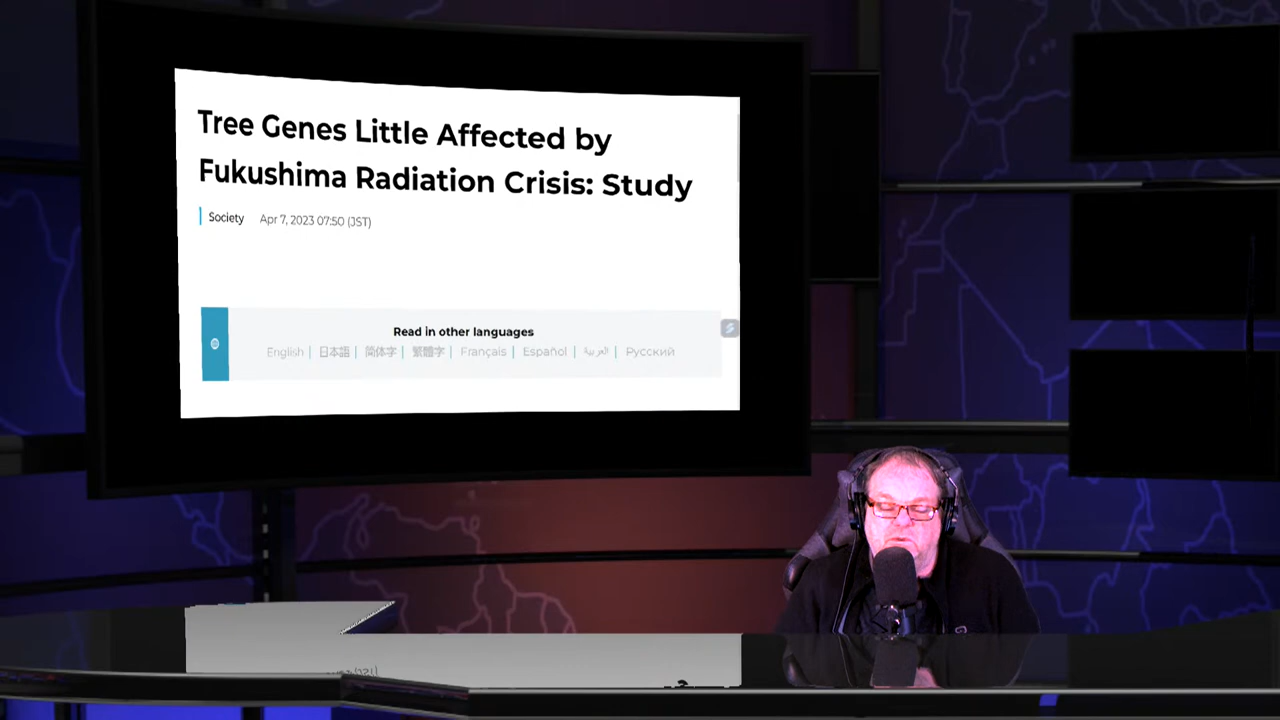 Tree Genes Little Affected by
Fukushima Radiation Crisis: Study
Society Apr 7, 2023 07:50 (JST)
Read in other languages
English | 日本語 | 简体字 | 繁體字 | Français | Español | العربية | Русский